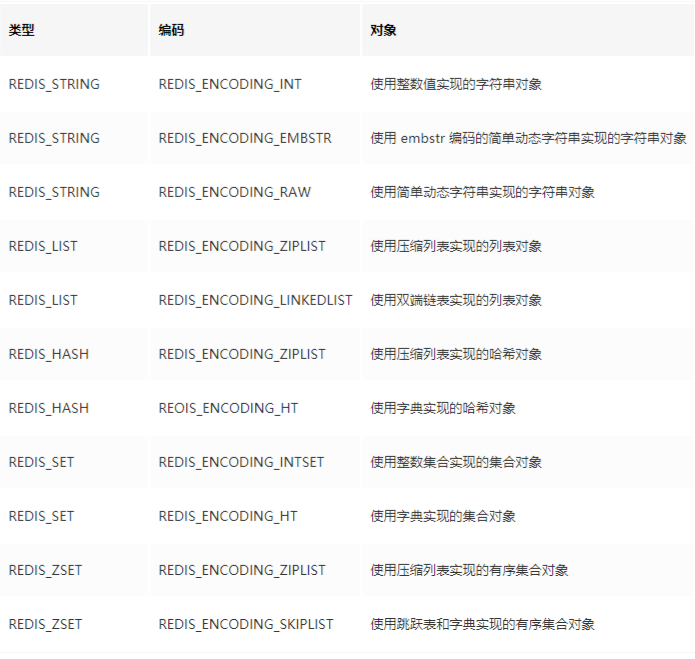 类型 编码 对象
REDIS_STRING REDIS_ENCODING_INT 使用整数值实现的字符串对象
REDIS_STRING REDIS_ENCODING_EMBSTR 使用 embstr 编码的简单动态字符串实现的字符串对象
REDIS_STRING REDIS_ENCODING_RAW 使用简单动态字符串实现的字符串对象
REDIS_LIST REDIS_ENCODING_ZIPLIST 使用压缩列表实现的列表对象
REDIS_LIST REDIS_ENCODING_LINKEDLIST 使用双端链表实现的列表对象
REDIS_HASH REDIS_ENCODING_ZIPLIST 使用压缩列表实现的哈希对象
REDIS_HASH REOIS_ENCODING_HT 使用字典实现的哈希对象
REDIS_SET REDIS_ENCODING_INTSET 使用整数集合实现的集合对象
REDIS_SET REDIS_ENCODING_HT 使用字典实现的集合对象
REDIS_ZSET REDIS_ENCODING_ZIPLIST 使用压缩列表实现的有序集合对象
REDIS_ZSET REDIS_ENCODING_SKIPLIST 使用跳跃表和字典实现的有序集合对象